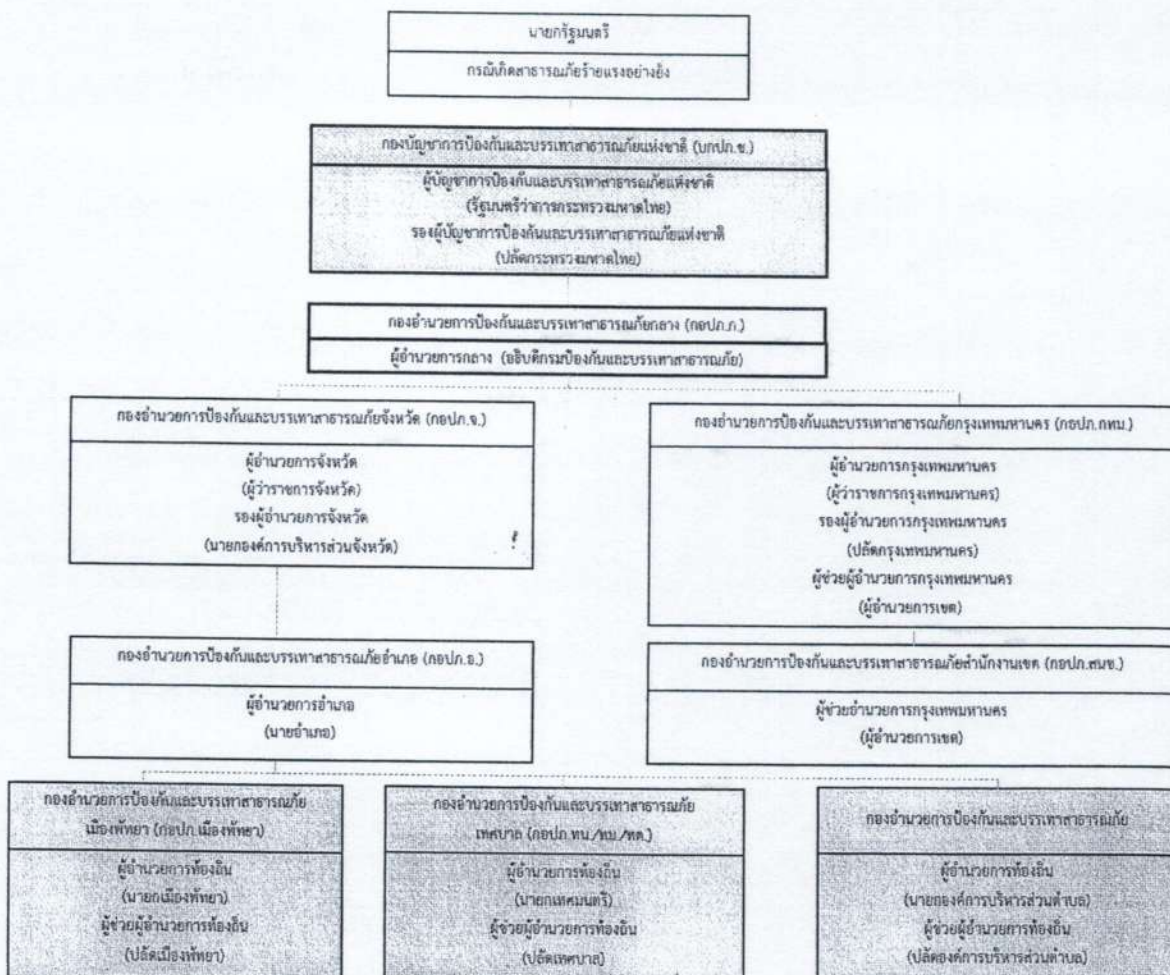 นายกรัฐมนตรี
กรณีเกิดสาธารณภัยร้ายแรงอย่างยิ่ง
กองบัญชาการป้องกันและบรรเทาสาธารณภัยแห่งชาติ (บกปภ.ช.)
ผู้บัญชาการป้องกันและบรรเทาสาธารณภัยแห่งชาติ
(รัฐมนตรีว่าการกระทรวงมหาดไทย)
รองผู้บัญชาการป้องกันและบรรเทาสาธารณภัยแห่งชาติ
(ปลัดกระทรวงมหาดไทย)
กองอำนวยการป้องกันและบรรเทาสาธารณภัยกลาง (กอปภ.ก.)
ผู้อำนวยการกลาง (อธิบดีกรมป้องกันและบรรเทาสาธารณภัย)
กองอำนวยการป้องกันและบรรเทาสาธารณภัยจังหวัด (กอปภ.จ.)
ผู้อำนวยการจังหวัด
(ผู้ว่าราชการจังหวัด)
รองผู้อำนวยการจังหวัด
(นายกองค์การบริหารส่วนจังหวัด)
กองอำนวยการป้องกันและบรรเทาสาธารณภัยกรุงเทพมหานคร (กอปภ.กทม.)
ผู้อำนวยการกรุงเทพมหานคร
(ผู้ว่าราชการกรุงเทพมหานคร)
รองผู้อำนวยการกรุงเทพมหานคร
(ปลัดกรุงเทพมหานคร)
ผู้ช่วยผู้อำนวยการกรุงเทพมหานคร
(ผู้อำนวยการเขต)
กองอำนวยการป้องกันและบรรเทาสาธารณภัยอำเภอ (กอปภ.อ.)
ผู้อำนวยการอำเภอ
(นายอำเภอ)
กองอำนวยการป้องกันและบรรเทาสาธารณภัยสำนักงานเขต (กอปภ.สนข.)
ผู้ช่วยอำนวยการกรุงเทพมหานคร
(ผู้อำนวยการเขต)
กองอำนวยการป้องกันและบรรเทาสาธารณภัย
เมืองพัทยา (กอปภ.เมืองพัทยา)
ผู้อำนวยการท้องถิ่น
(นายกเมืองพัทยา)
ผู้ช่วยผู้อำนวยการท้องถิ่น
(ปลัดเมืองพัทยา)
กองอำนวยการป้องกันและบรรเทาสาธารณภัย
เทศบาล (กอปภ.ทน./ทม./ทต.)
ผู้อำนวยการท้องถิ่น
(นายกเทศมนตรี)
ผู้ช่วยผู้อำนวยการท้องถิ่น
(ปลัดเทศบาล)
กองอำนวยการป้องกันและบรรเทาสาธารณภัย
ผู้อำนวยการท้องถิ่น
(นายกองค์การบริหารส่วนตำบล)
ผู้ช่วยผู้อำนวยการท้องถิ่น
(ปลัดองค์การบริหารส่วนตำบล)